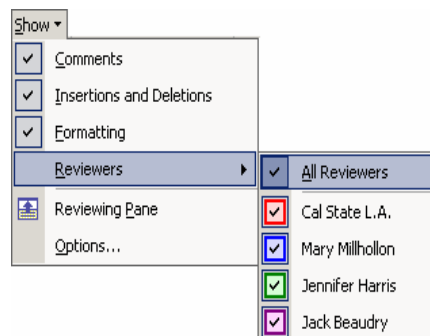 Show
Comments
Insertions and Deletions
Formatting
Reviewers
All Reviewers
Reviewing Pane
Cal State L.A.
Options...
Mary Millhollon
Jennifer Harris
Jack Beaudry